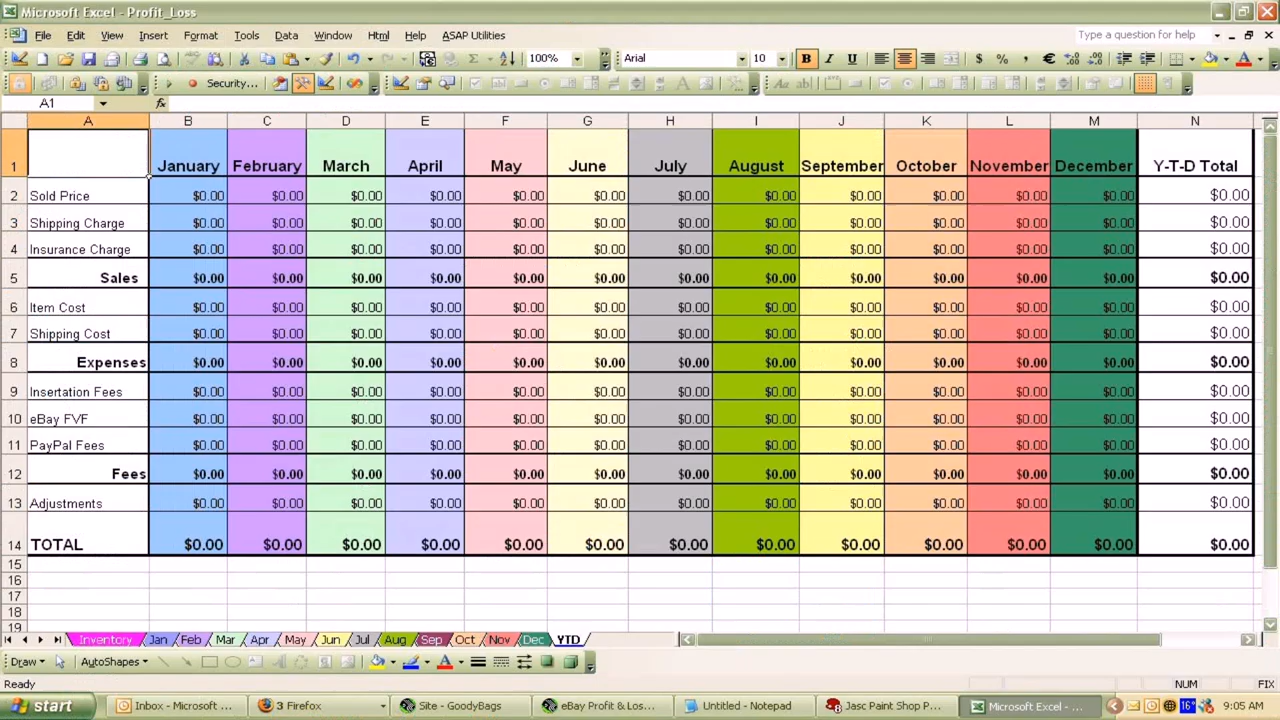 Microsoft Excel - Profit_Loss
File Edit View Insert Format Tools Data Window Html Help ASAP Utilities Type a question for help
100% Arial 10 B I U $ % , €
Security...
A1 fx
A B C D E F G H I J K L M N
1 January February March April May June July August September October November December Y-T-D Total
2 Sold Price $0.00 $0.00 $0.00 $0.00 $0.00 $0.00 $0.00 $0.00 $0.00 $0.00 $0.00 $0.00 $0.00
3 Shipping Charge $0.00 $0.00 $0.00 $0.00 $0.00 $0.00 $0.00 $0.00 $0.00 $0.00 $0.00 $0.00 $0.00
4 Insurance Charge $0.00 $0.00 $0.00 $0.00 $0.00 $0.00 $0.00 $0.00 $0.00 $0.00 $0.00 $0.00 $0.00
5 Sales $0.00 $0.00 $0.00 $0.00 $0.00 $0.00 $0.00 $0.00 $0.00 $0.00 $0.00 $0.00 $0.00
6 Item Cost $0.00 $0.00 $0.00 $0.00 $0.00 $0.00 $0.00 $0.00 $0.00 $0.00 $0.00 $0.00 $0.00
7 Shipping Cost $0.00 $0.00 $0.00 $0.00 $0.00 $0.00 $0.00 $0.00 $0.00 $0.00 $0.00 $0.00 $0.00
8 Expenses $0.00 $0.00 $0.00 $0.00 $0.00 $0.00 $0.00 $0.00 $0.00 $0.00 $0.00 $0.00 $0.00
9 Insertation Fees $0.00 $0.00 $0.00 $0.00 $0.00 $0.00 $0.00 $0.00 $0.00 $0.00 $0.00 $0.00 $0.00
10 eBay FVF $0.00 $0.00 $0.00 $0.00 $0.00 $0.00 $0.00 $0.00 $0.00 $0.00 $0.00 $0.00 $0.00
11 PayPal Fees $0.00 $0.00 $0.00 $0.00 $0.00 $0.00 $0.00 $0.00 $0.00 $0.00 $0.00 $0.00 $0.00
12 Fees $0.00 $0.00 $0.00 $0.00 $0.00 $0.00 $0.00 $0.00 $0.00 $0.00 $0.00 $0.00 $0.00
13 Adjustments $0.00 $0.00 $0.00 $0.00 $0.00 $0.00 $0.00 $0.00 $0.00 $0.00 $0.00 $0.00 $0.00
14 TOTAL $0.00 $0.00 $0.00 $0.00 $0.00 $0.00 $0.00 $0.00 $0.00 $0.00 $0.00 $0.00 $0.00
15
16
17
18
19
Inventory Jan Feb Mar Apr May Jun Jul Aug Sep Oct Nov Dec YTD
Draw AutoShapes A
Ready NUM FIX
start Inbox - Microsoft ... 3 Firefox Site - GoodyBags eBay Profit & Los... Untitled - Notepad Jasc Paint Shop P... Microsoft Excel - ... 16° 9:05 AM